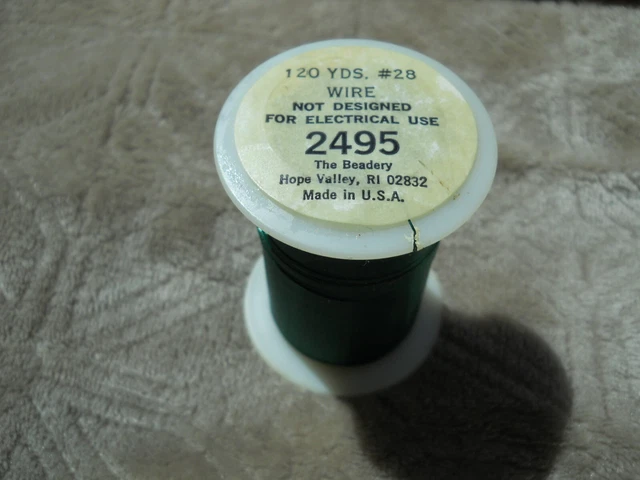 120 YDS. #28
WIRE
NOT DESIGNED
FOR ELECTRICAL USE
2495
The Beadery
Hope Valley, RI 02832
Made in U.S.A.